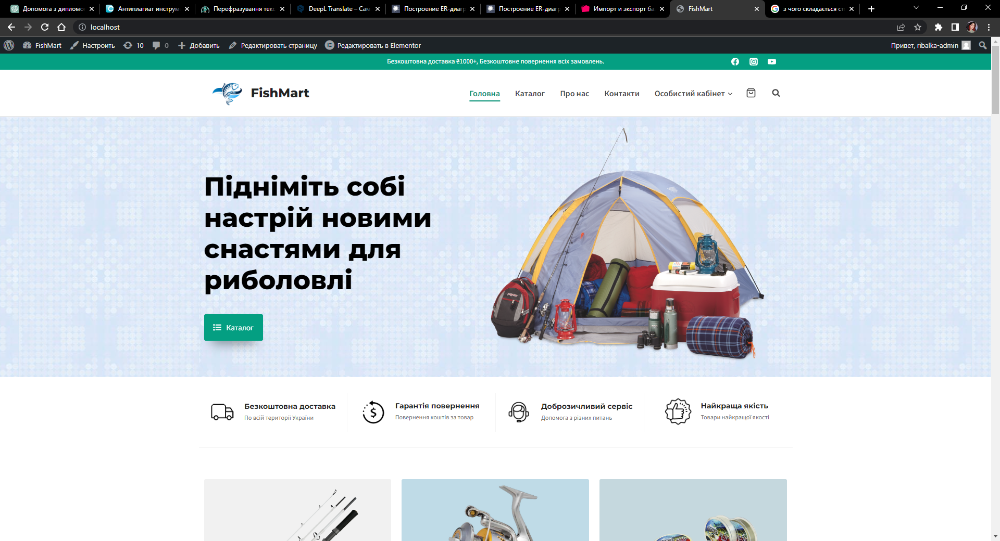 Допомога з дипломо
Антиплагиат инструм
Перефразування текс
DeepL Translate – Сам
Построение ER-диагр
Построение ER-диагр
Импорт и экспорт ба
FishMart
з чого складається ст
localhost
FishMart
Настроить
10
0
Добавить
Редактировать страницу
Редактировать в Elementor
Привет, ribalka-admin
Безкоштовна доставка ₴1000+, Безкоштовне повернення всіх замовлень.
FishMart
Головна
Каталог
Про нас
Контакти
Особистий кабінет
Підніміть собі
настрій новими
снастями для
риболовлі
Каталог
Безкоштовна доставка
По всій території України
Гарантія повернення
Повернення коштів за товар
Доброзичливий сервіс
Допомога з різних питань
Найкраща якість
Товари найкращої якості